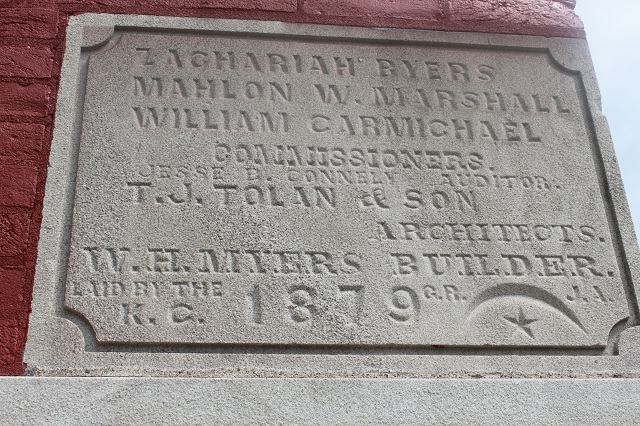 ZACHARIAH BYERS
MAHLON W. MARSHALL
WILLIAM CARMICHAEL
COMMISSIONERS.
JESSE E. CONNELY AUDITOR.
T.J. TOLAN & SON
ARCHITECTS.
W.H. MYERS BUILDER.
LAID BY THE
K. C. 1879 G.R. J.A.